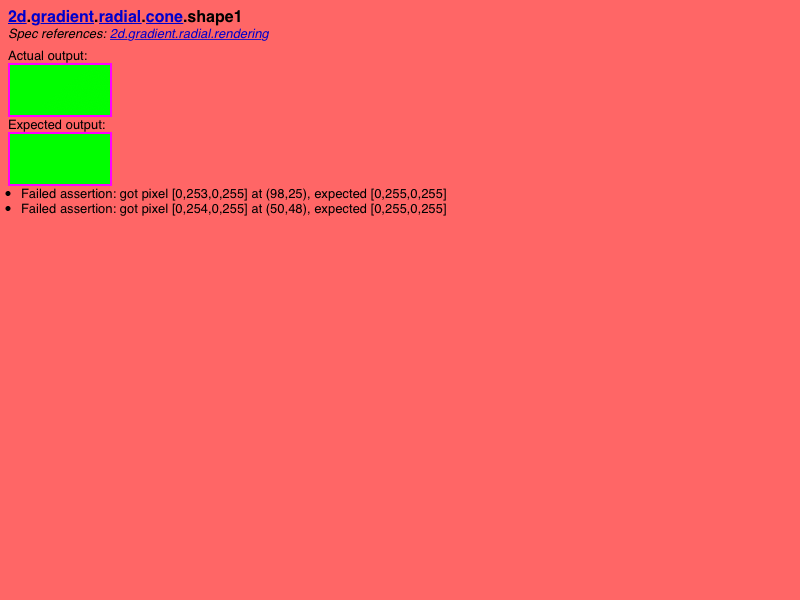 2d.gradient.radial.cone.shape1
Spec references: 2d.gradient.radial.rendering
Actual output:
Expected output:
• Failed assertion: got pixel [0,253,0,255] at (98,25), expected [0,255,0,255]
• Failed assertion: got pixel [0,254,0,255] at (50,48), expected [0,255,0,255]